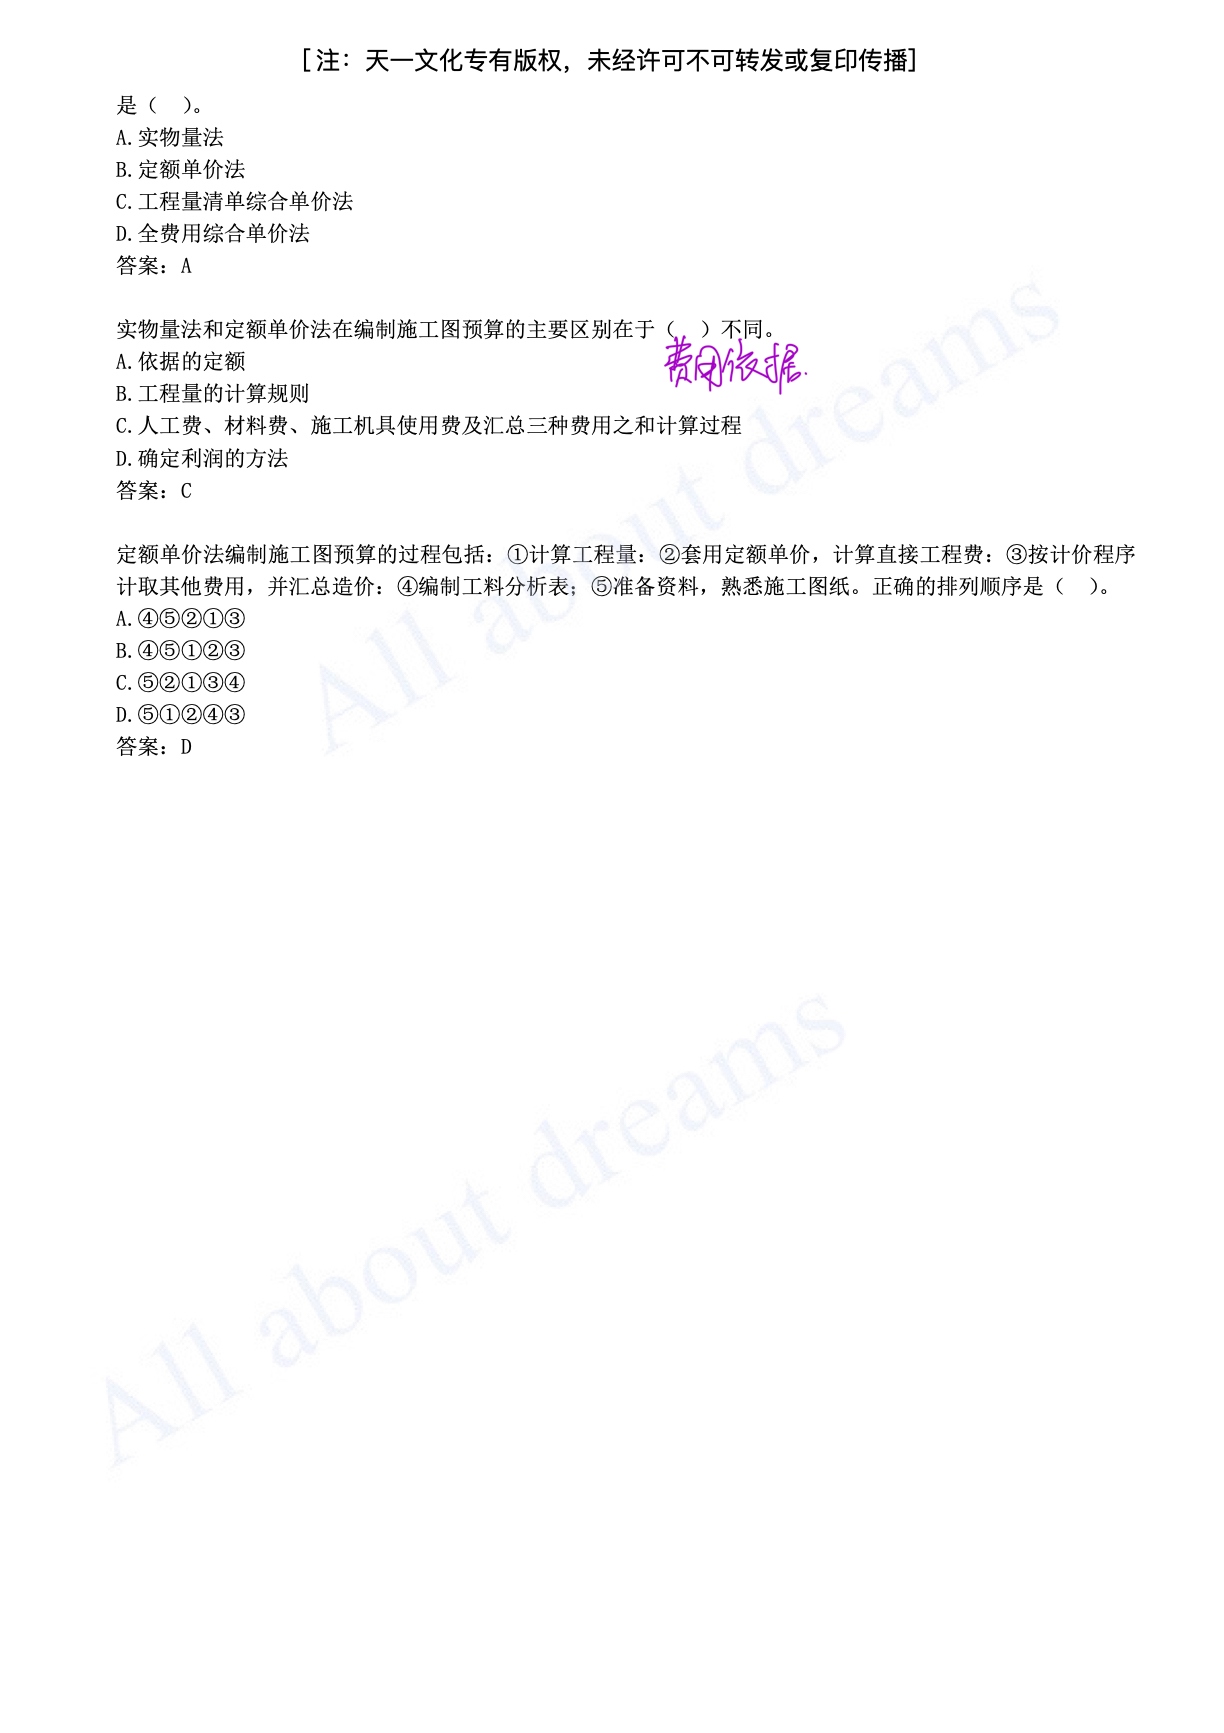 [注：天一文化专有版权，未经许可不可转发或复印传播]
是（　）。
A.实物量法
B.定额单价法
C.工程量清单综合单价法
D.全费用综合单价法
答案：A
实物量法和定额单价法在编制施工图预算的主要区别在于（　）不同。
费用依据.
A.依据的定额
B.工程量的计算规则
C.人工费、材料费、施工机具使用费及汇总三种费用之和计算过程
D.确定利润的方法
答案：C
定额单价法编制施工图预算的过程包括：①计算工程量：②套用定额单价，计算直接工程费：③按计价程序
计取其他费用，并汇总造价：④编制工料分析表；⑤准备资料，熟悉施工图纸。正确的排列顺序是（　）。
A.④⑤②①③
B.④⑤①②③
C.⑤②①③④
D.⑤①②④③
答案：D
All about dreams
All about dreams